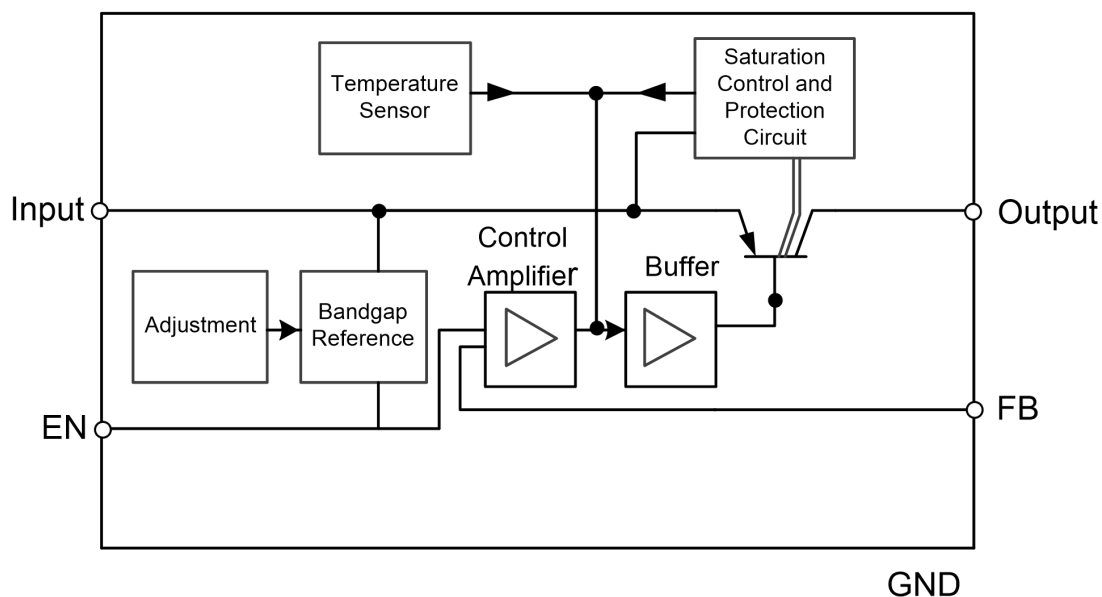 Temperature
Sensor
Saturation
Control and
Protection
Circuit
Input
Output
Control
Amplifier
Buffer
Adjustment
Bandgap
Reference
EN
FB
GND